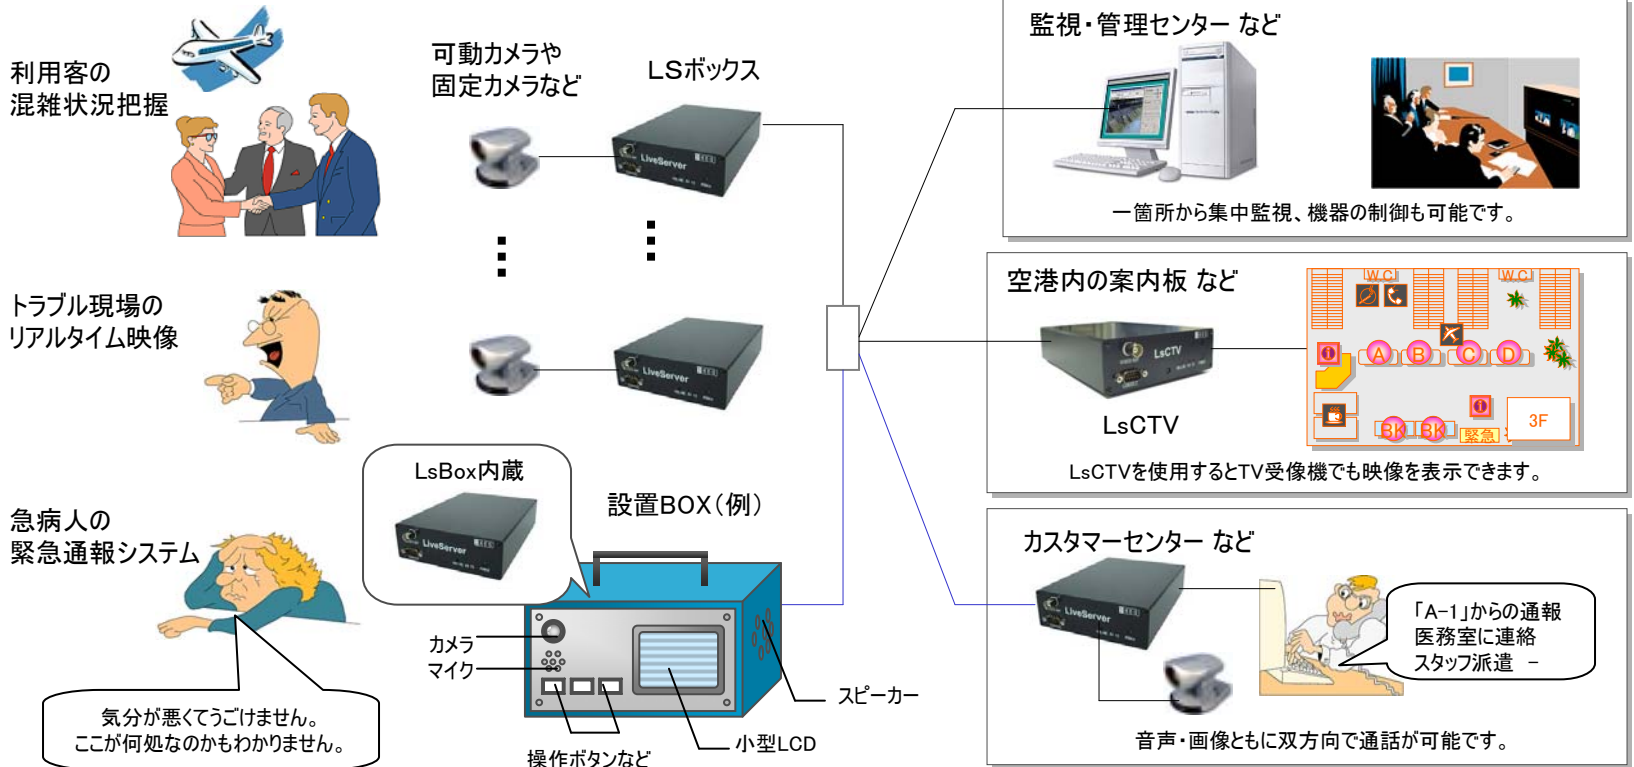 利用客の
混雑状況把握
可動カメラや
固定カメラなど
LSボックス
LiveServer
トラブル現場の
リアルタイム映像
LiveServer
急病人の
緊急通報システム
気分が悪くてうごけません。
ここが何処なのかもわかりません。
LsBox内蔵
LiveServer
設置BOX(例)
カメラ
マイク
スピーカー
小型LCD
操作ボタンなど
監視・管理センター など
一箇所から集中監視、機器の制御も可能です。
空港内の案内板 など
LsCTV
LsCTV
W.C
W.C
A
B
C
D
BK
BK
緊急
3F
LsCTVを使用するとTV受像機でも映像を表示できます。
カスタマーセンター など
LiveServer
「A-1」からの通報
医務室に連絡
スタッフ派遣 -
音声・画像ともに双方向で通話が可能です。